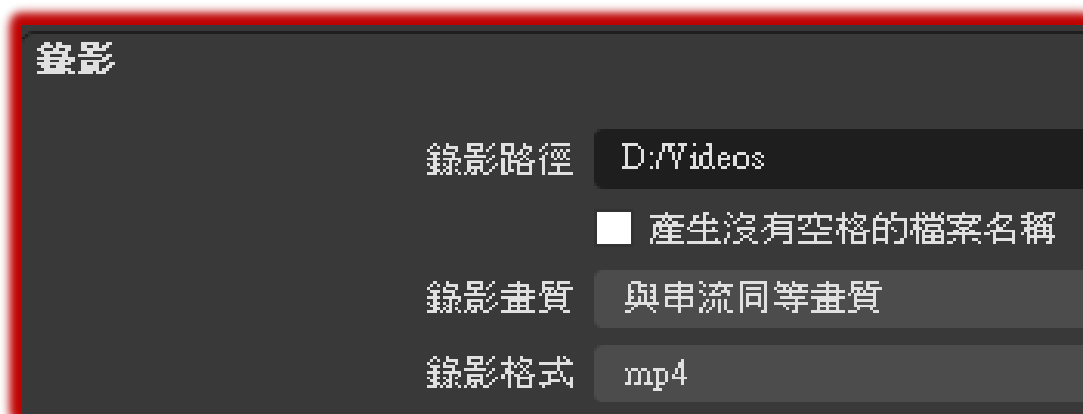 錄影
錄影路徑 D:/Videos
產生沒有空格的檔案名稱
錄影畫質 與串流同等畫質
錄影格式 mp4